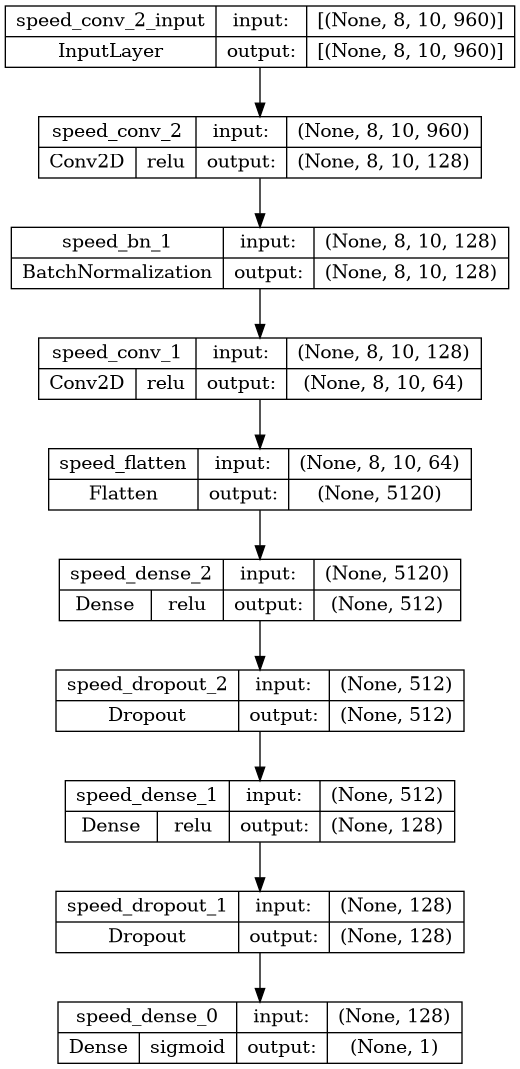 speed_conv_2_input input: [(None, 8, 10, 960)]
InputLayer output: [(None, 8, 10, 960)]
speed_conv_2 input: (None, 8, 10, 960)
Conv2D relu output: (None, 8, 10, 128)
speed_bn_1 input: (None, 8, 10, 128)
BatchNormalization output: (None, 8, 10, 128)
speed_conv_1 input: (None, 8, 10, 128)
Conv2D relu output: (None, 8, 10, 64)
speed_flatten input: (None, 8, 10, 64)
Flatten output: (None, 5120)
speed_dense_2 input: (None, 5120)
Dense relu output: (None, 512)
speed_dropout_2 input: (None, 512)
Dropout output: (None, 512)
speed_dense_1 input: (None, 512)
Dense relu output: (None, 128)
speed_dropout_1 input: (None, 128)
Dropout output: (None, 128)
speed_dense_0 input: (None, 128)
Dense sigmoid output: (None, 1)